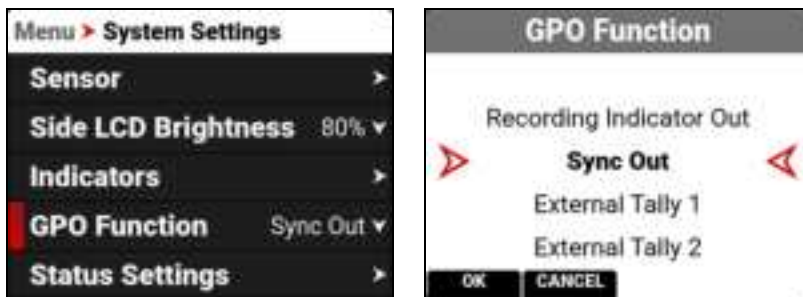 Menu > System Settings
Sensor
Side LCD Brightness 80%
Indicators
GPO Function Sync Out
Status Settings
GPO Function
Recording Indicator Out
Sync Out
External Tally 1
External Tally 2
OK CANCEL